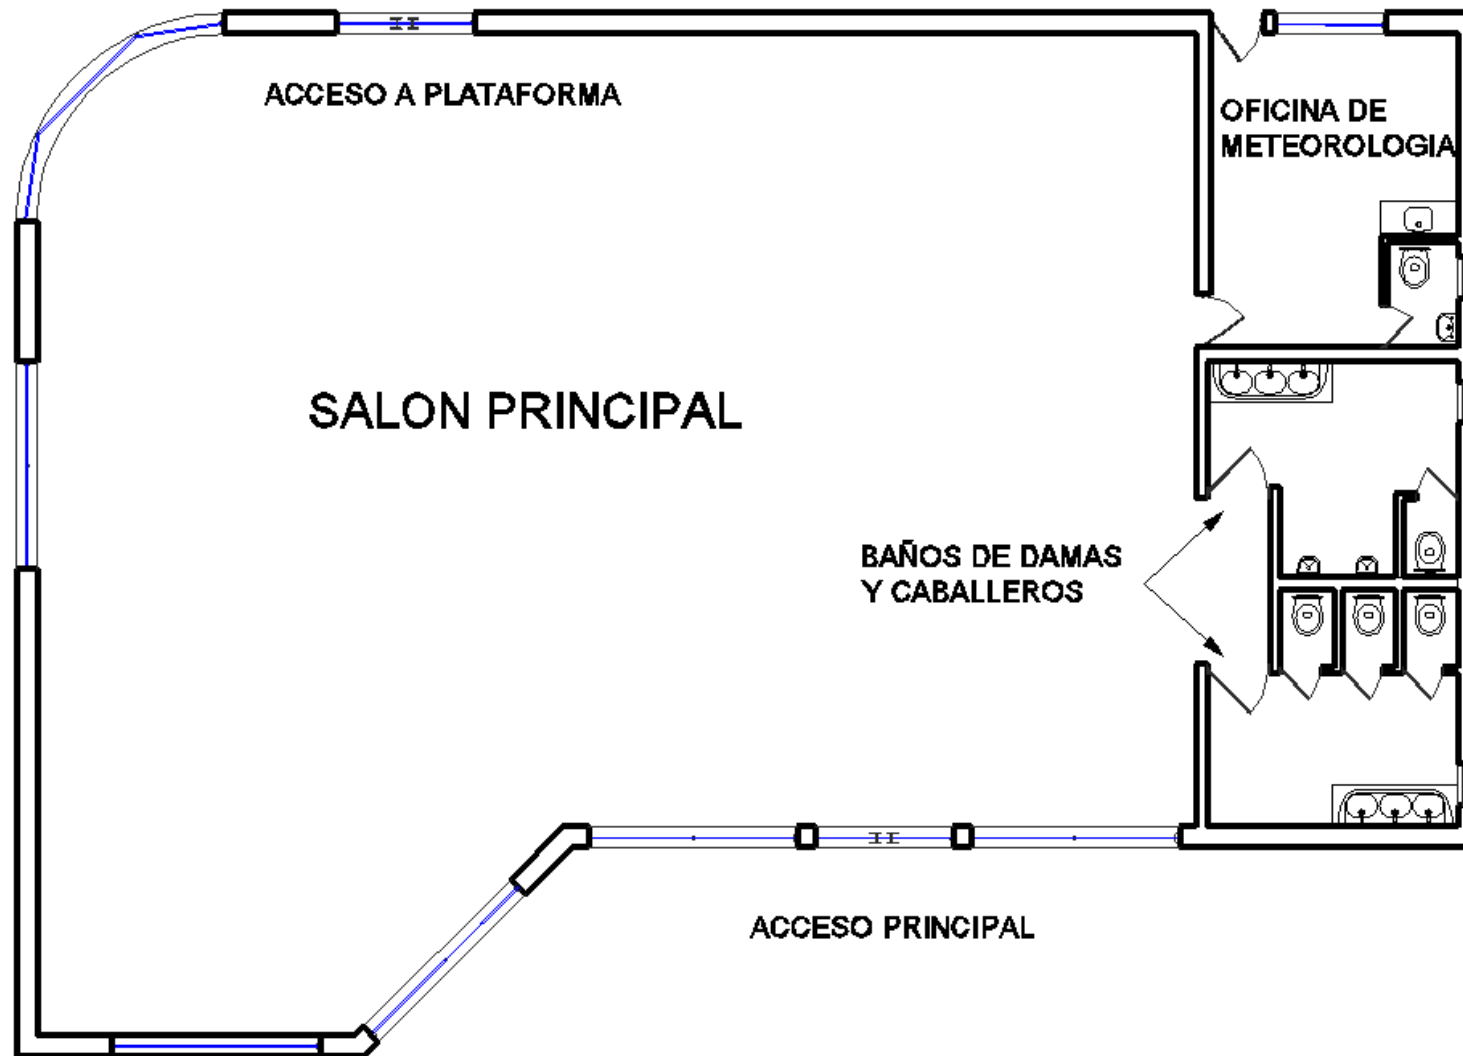 ACCESO A PLATAFORMA
OFICINA DE
METEOROLOGIA
SALON PRINCIPAL
BAÑOS DE DAMAS
Y CABALLEROS
ACCESO PRINCIPAL